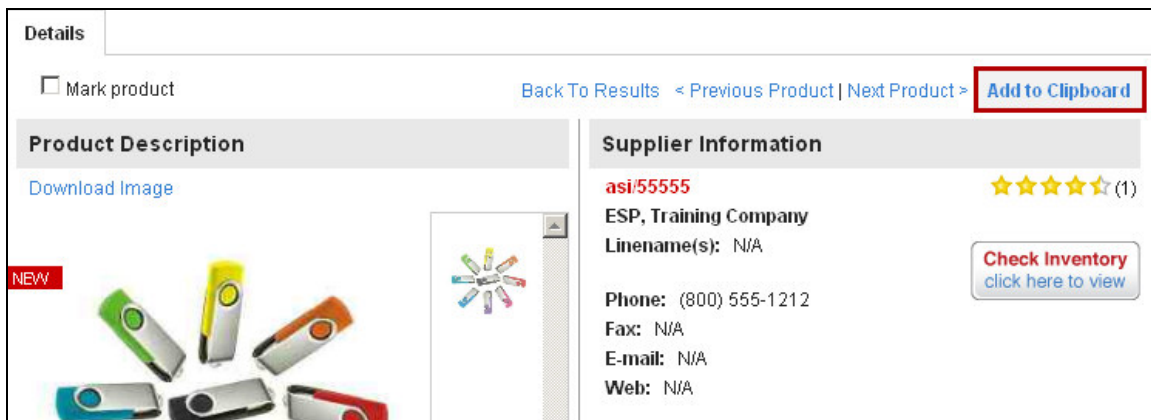 Details
Mark product
Back To Results < Previous Product | Next Product > Add to Clipboard
Product Description
Download Image
NEW
Supplier Information
asi/55555
(1)
ESP, Training Company
Linename(s): N/A
Check Inventory
click here to view
Phone: (800) 555-1212
Fax: N/A
E-mail: N/A
Web: N/A